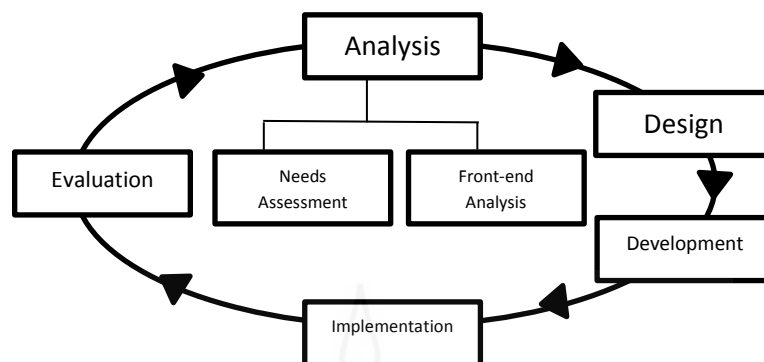 Analysis
Design
Evaluation
Needs
Assessment
Front-end
Analysis
Development
Implementation